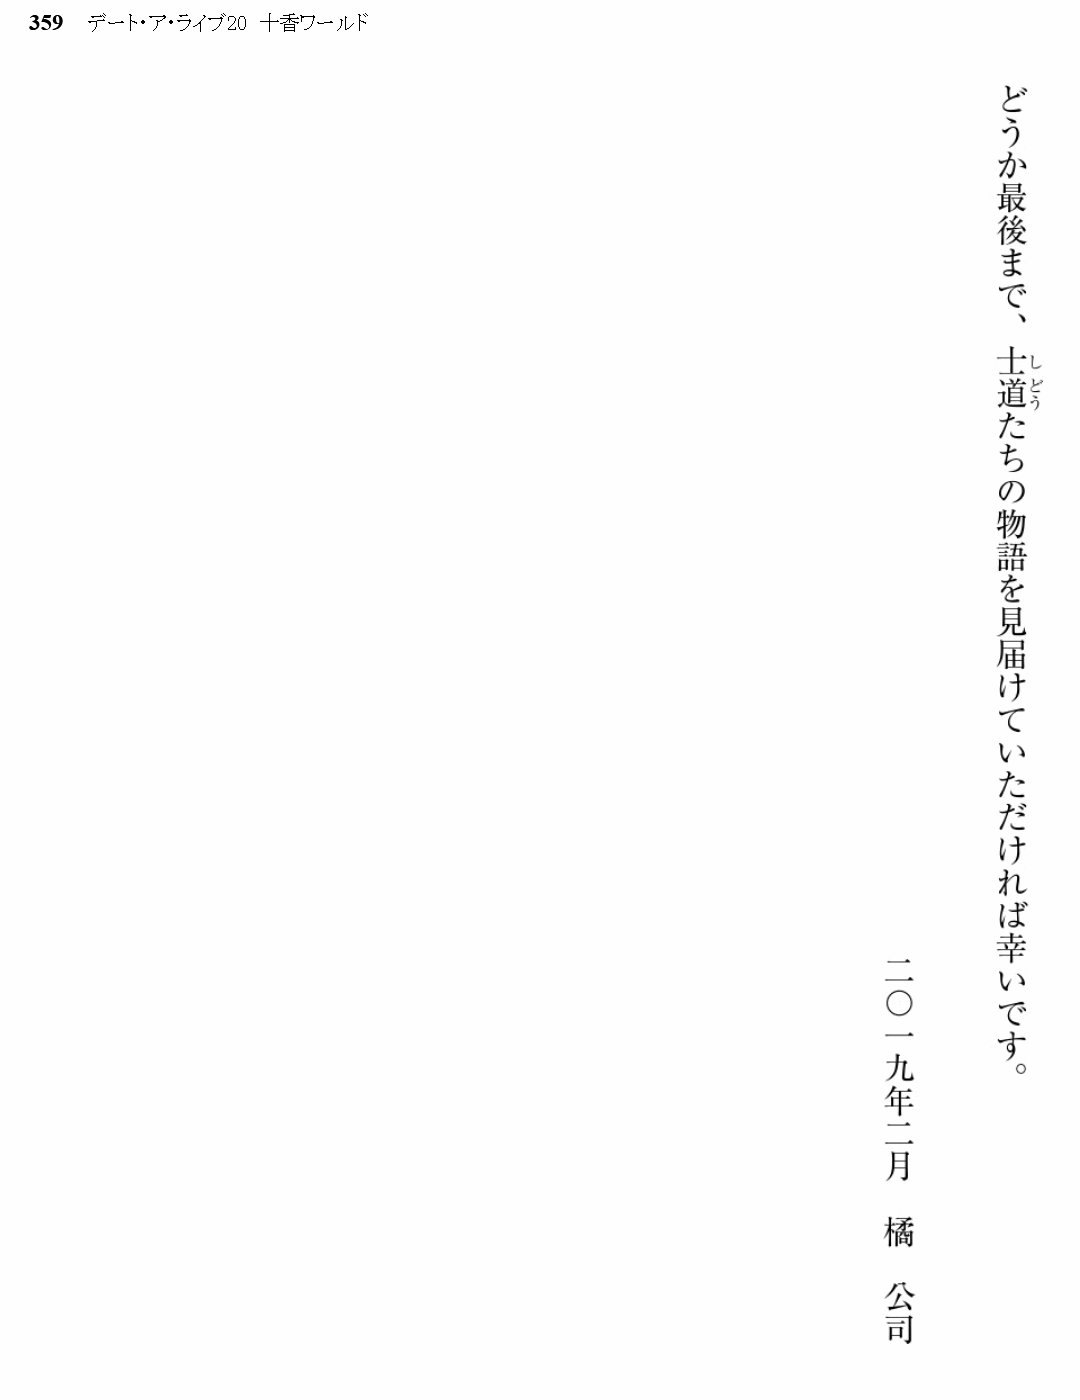 359 デート・ア・ライブ20 十香ワールド
どうか最後まで、士道たちの物語を見届けていただければ幸いです。
しどう
二〇一九年二月 橘 公司